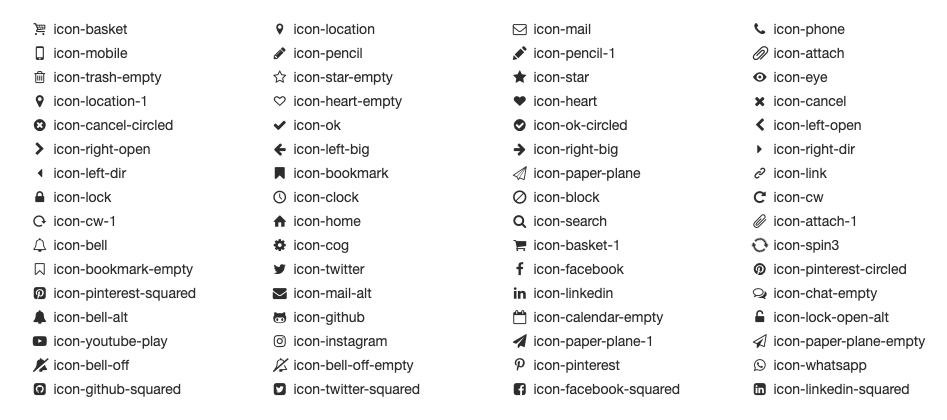 icon-basket icon-location icon-mail icon-phone
icon-mobile icon-pencil icon-pencil-1 icon-attach
icon-trash-empty icon-star-empty icon-star icon-eye
icon-location-1 icon-heart-empty icon-heart icon-cancel
icon-cancel-circled icon-ok icon-ok-circled icon-left-open
icon-right-open icon-left-big icon-right-big icon-right-dir
icon-left-dir icon-bookmark icon-paper-plane icon-link
icon-lock icon-clock icon-block icon-cw
icon-cw-1 icon-home icon-search icon-attach-1
icon-bell icon-cog icon-basket-1 icon-spin3
icon-bookmark-empty icon-twitter icon-facebook icon-pinterest-circled
icon-pinterest-squared icon-mail-alt icon-linkedin icon-chat-empty
icon-bell-alt icon-github icon-calendar-empty icon-lock-open-alt
icon-youtube-play icon-instagram icon-paper-plane-1 icon-paper-plane-empty
icon-bell-off icon-bell-off-empty icon-pinterest icon-whatsapp
icon-github-squared icon-twitter-squared icon-facebook-squared icon-linkedin-squared